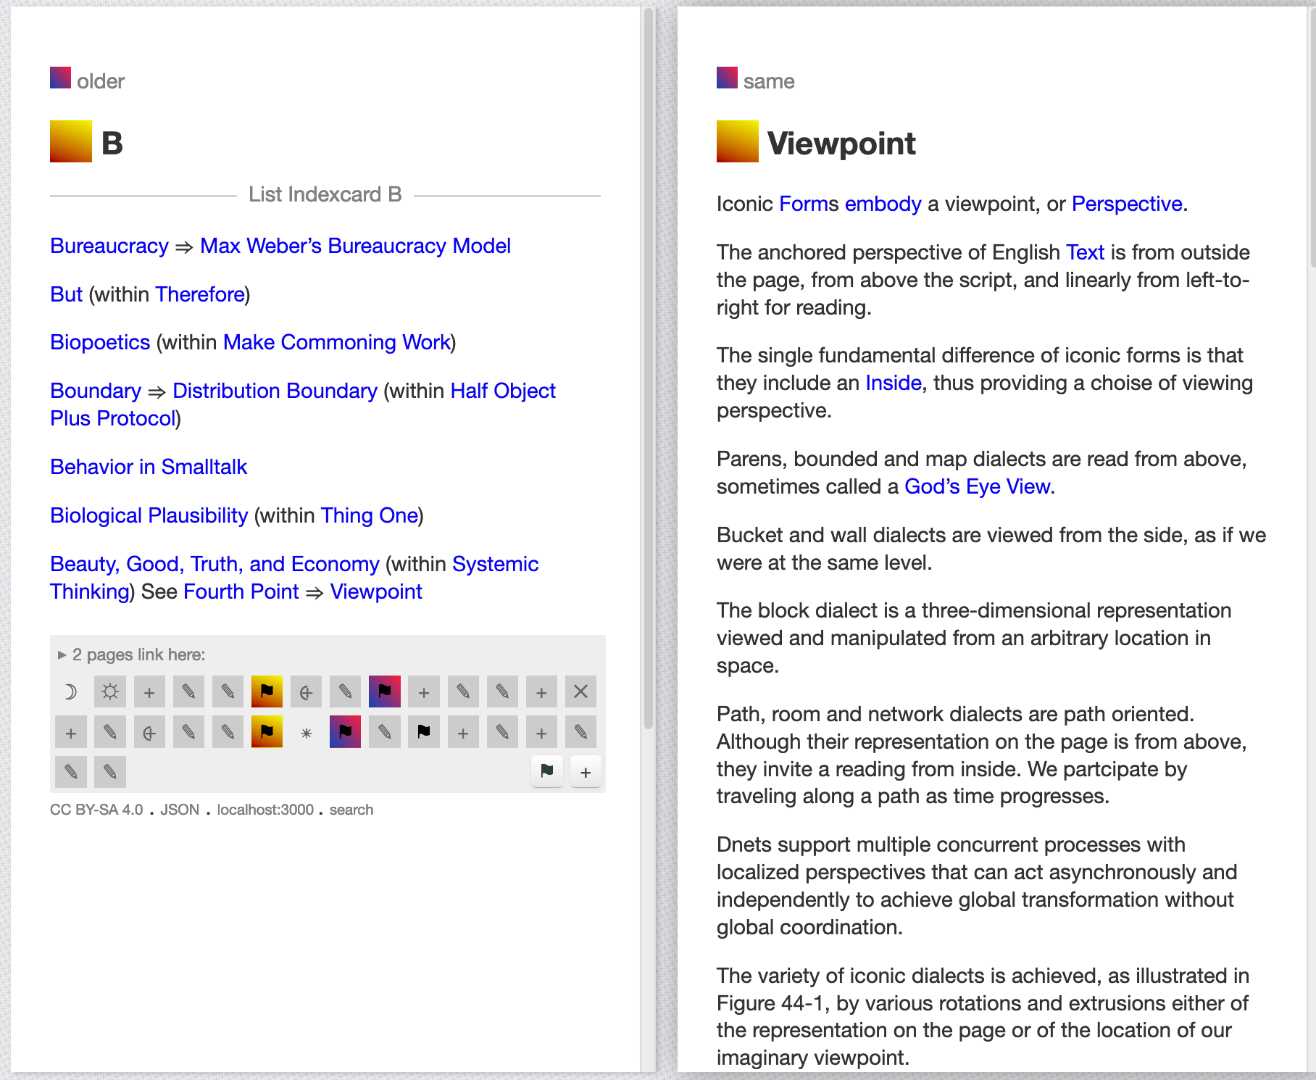 older
B
List Indexcard B
Bureaucracy ⇒ Max Weber's Bureaucracy Model
But (within Therefore)
Biopoetics (within Make Commoning Work)
Boundary ⇒ Distribution Boundary (within Half Object
Plus Protocol)
Behavior in Smalltalk
Biological Plausibility (within Thing One)
Beauty, Good, Truth, and Economy (within Systemic
Thinking) See Fourth Point ⇒ Viewpoint
▸ 2 pages link here:
CC BY-SA 4.0 . JSON . localhost:3000 . search
same
Viewpoint
Iconic Forms embody a viewpoint, or Perspective.
The anchored perspective of English Text is from outside
the page, from above the script, and linearly from left-to-
right for reading.
The single fundamental difference of iconic forms is that
they include an Inside, thus providing a choise of viewing
perspective.
Parens, bounded and map dialects are read from above,
sometimes called a God's Eye View.
Bucket and wall dialects are viewed from the side, as if we
were at the same level.
The block dialect is a three-dimensional representation
viewed and manipulated from an arbitrary location in
space.
Path, room and network dialects are path oriented.
Although their representation on the page is from above,
they invite a reading from inside. We partcipate by
traveling along a path as time progresses.
Dnets support multiple concurrent processes with
localized perspectives that can act asynchronously and
independently to achieve global transformation without
global coordination.
The variety of iconic dialects is achieved, as illustrated in
Figure 44-1, by various rotations and extrusions either of
the representation on the page or of the location of our
imaginary viewpoint.